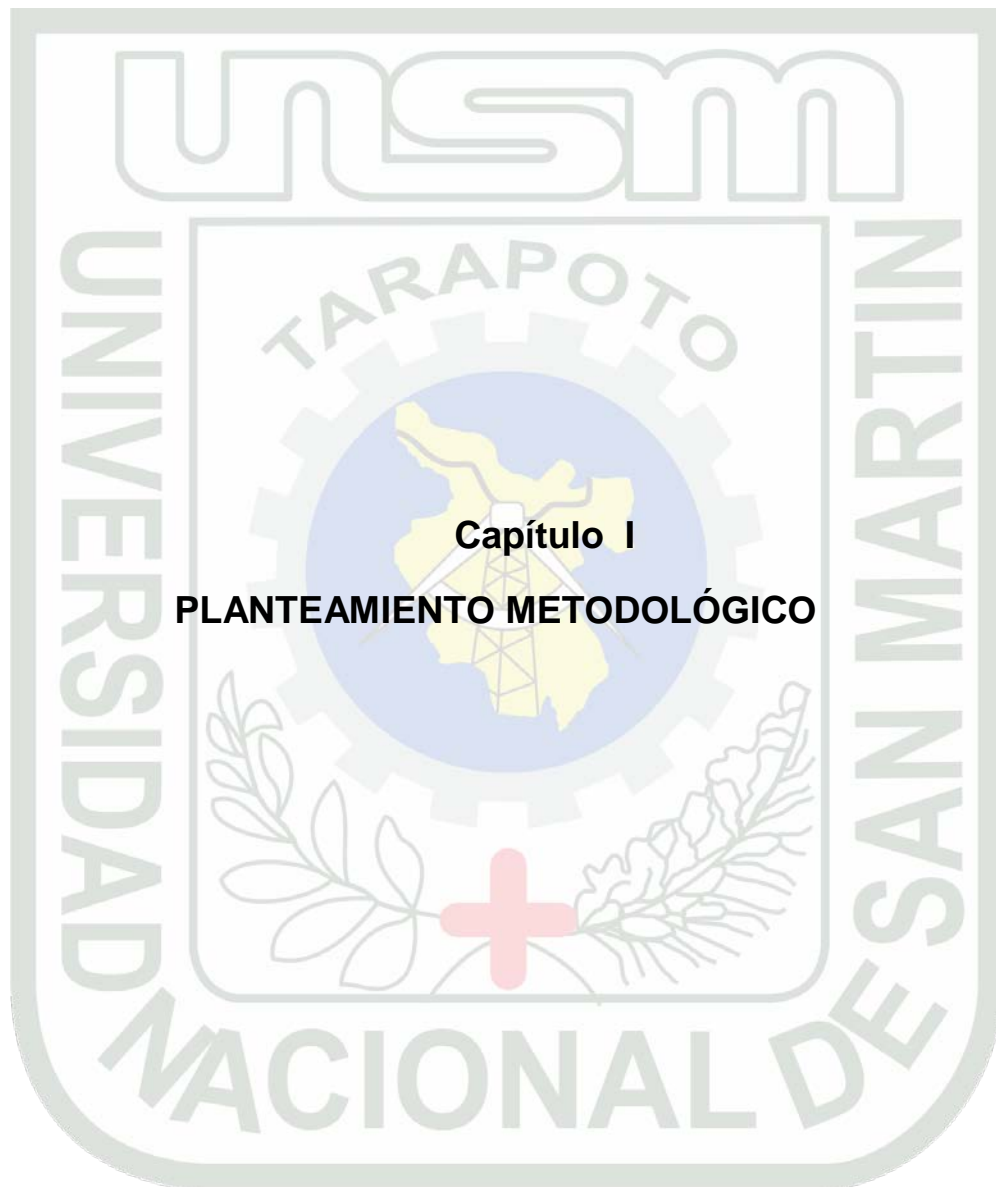 unsm
TARAPOTO
UNIVERSIDAD NACIONAL DE SAN MARTIN
Capítulo I
PLANTEAMIENTO METODOLÓGICO